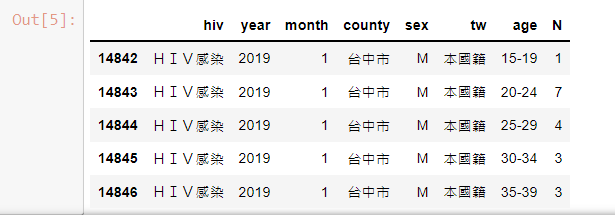 Out[5]:
hiv year month county sex tw age N
14842 ＨＩＶ感染 2019 1 台中市 M 本國籍 15-19 1
14843 ＨＩＶ感染 2019 1 台中市 M 本國籍 20-24 7
14844 ＨＩＶ感染 2019 1 台中市 M 本國籍 25-29 4
14845 ＨＩＶ感染 2019 1 台中市 M 本國籍 30-34 3
14846 ＨＩＶ感染 2019 1 台中市 M 本國籍 35-39 3